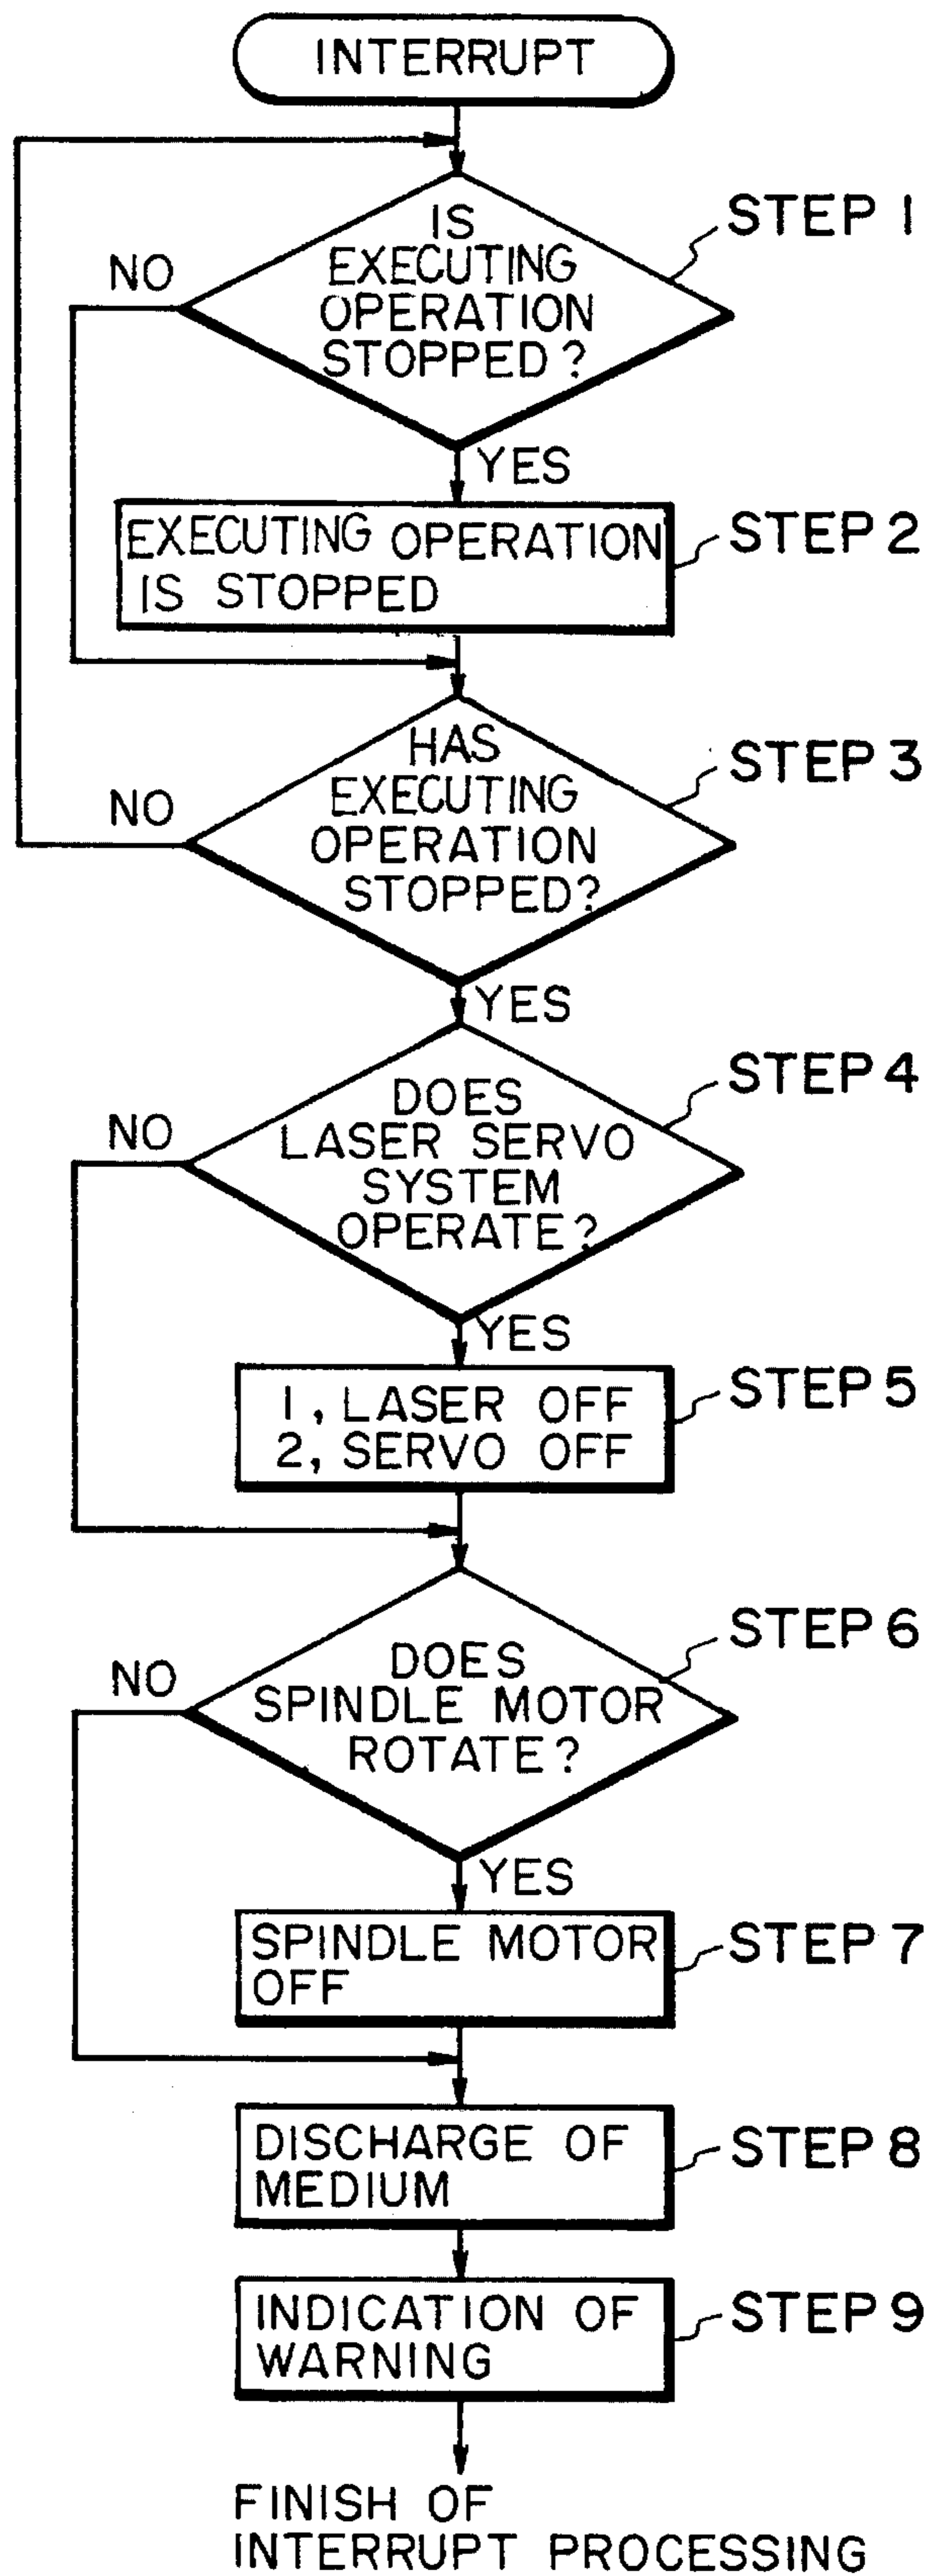 INTERRUPT
IS
EXECUTING
OPERATION
STOPPED?
STEP 1
NO
YES
EXECUTING OPERATION
IS STOPPED
STEP 2
HAS
EXECUTING
OPERATION
STOPPED?
STEP 3
NO
YES
DOES
LASER SERVO
SYSTEM
OPERATE?
STEP 4
NO
YES
1, LASER OFF
2, SERVO OFF
STEP 5
DOES
SPINDLE MOTOR
ROTATE?
STEP 6
NO
YES
SPINDLE MOTOR
OFF
STEP 7
DISCHARGE OF
MEDIUM
STEP 8
INDICATION OF
WARNING
STEP 9
FINISH OF
INTERRUPT PROCESSING